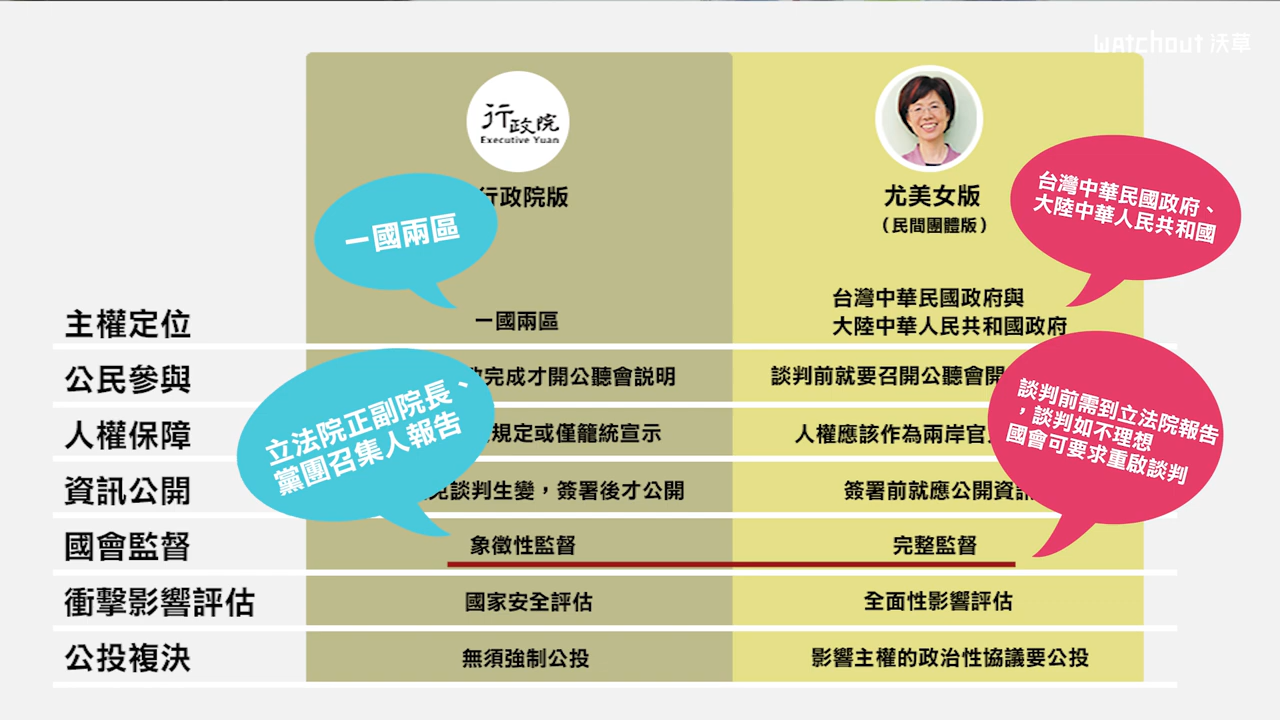 watchout 沃草
行政院
Executive Yuan
行政院版
尤美女版
(民間團體版)
一國兩區
台灣中華民國政府、
大陸中華人民共和國
主權定位
一國兩區
台灣中華民國政府與
大陸中華人民共和國政府
公民參與
完成才開公聽會說明
談判前就要召開公聽會
人權保障
規定或僅籠統宣示
人權應該作為兩岸官
立法院正副院長、
黨團召集人報告
談判前需到立法院報告
,談判如不理想
國會可要求重啟談判
資訊公開
談判生變,簽署後才公開
簽署前就應公開資
國會監督
象徵性監督
完整監督
衝擊影響評估
國家安全評估
全面性影響評估
公投複決
無須強制公投
影響主權的政治性協議要公投